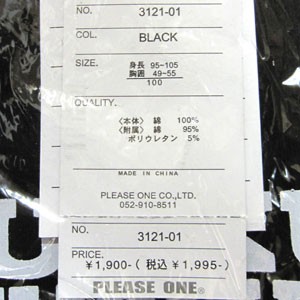 NO. 3121-01
COL. BLACK
SIZE. 身長 95~105
胸囲 49~55
100
QUALITY.
〈本体〉 綿 100%
〈附属〉 綿 95%
ポリウレタン 5%
MADE IN CHINA
PLEASE ONE CO.,LTD.
052-910-8511
NO. 3121-01
PRICE.
¥1,900-(税込¥1,995-)
PLEASE ONE®